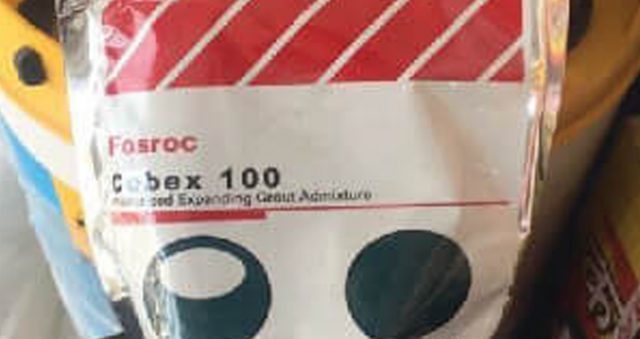 Fosroc
Cebex 100
Expanding Grout Admixture